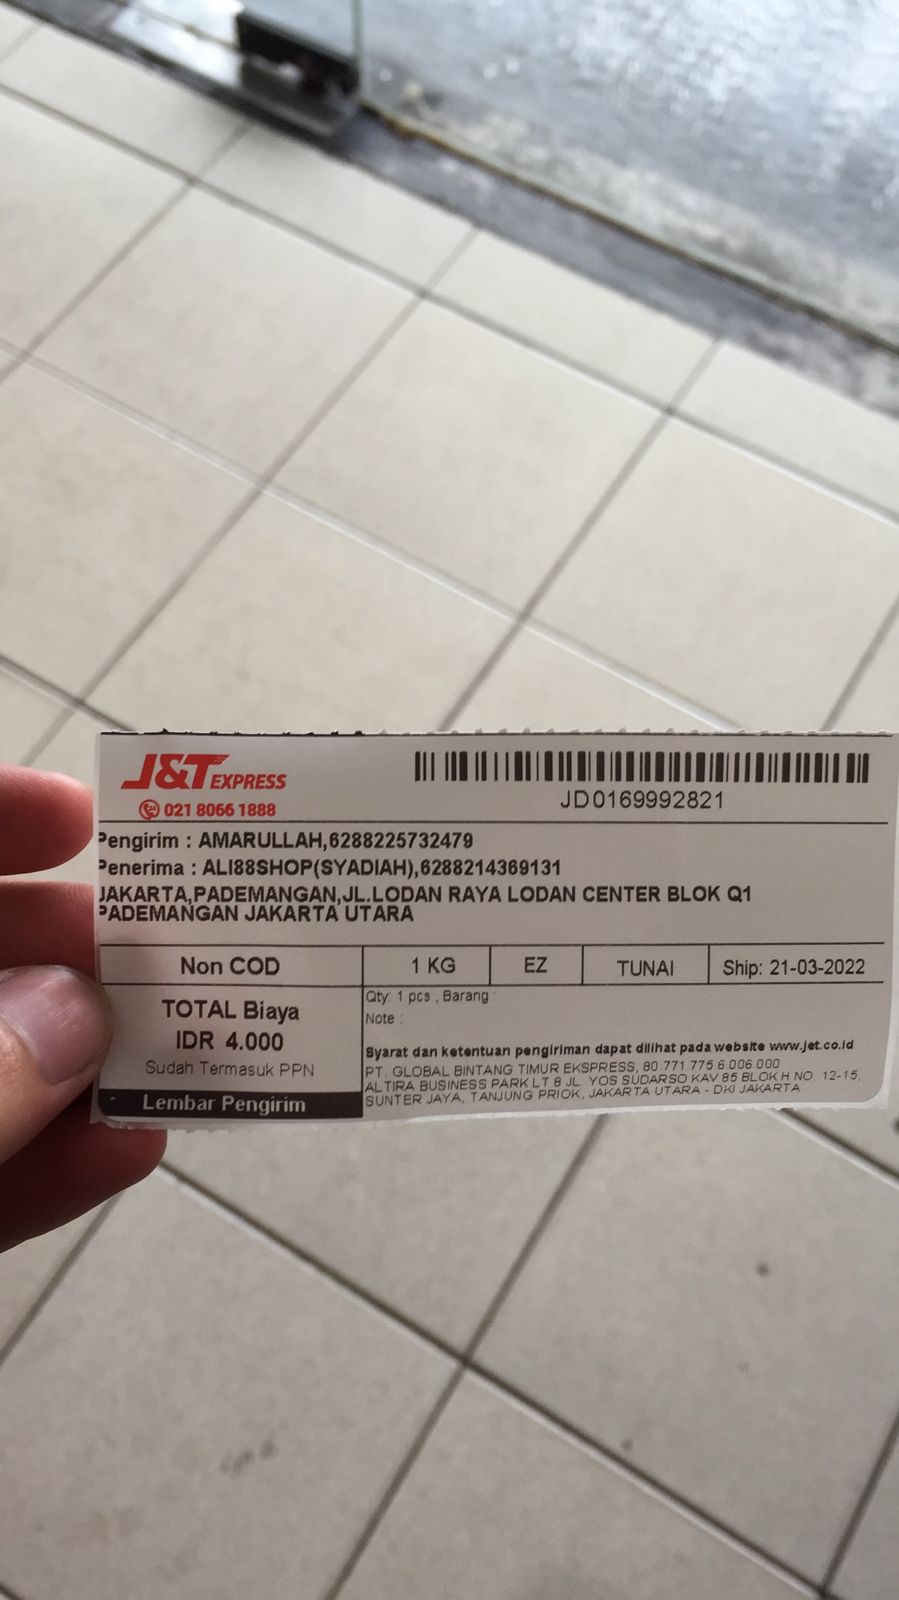 J&T EXPRESS
021 8066 1888
JD0169992821
Pengirim : AMARULLAH,6288225732479
Penerima : ALI88SHOP(SYADIAH),6288214369131
JAKARTA,PADEMANGAN,JL.LODAN RAYA LODAN CENTER BLOK Q1
PADEMANGAN JAKARTA UTARA
Non COD 1 KG EZ TUNAI Ship: 21-03-2022
TOTAL Biaya
IDR 4.000
Sudah Termasuk PPN
Lembar Pengirim
Qty: 1 pcs , Barang :
Note :
Syarat dan ketentuan pengiriman dapat dilihat pada website www.jet.co.id
PT. GLOBAL BINTANG TIMUR EKSPRESS, 80.771.775.6.006.000
ALTIRA BUSINESS PARK LT 8 JL. YOS SUDARSO KAV 85 BLOK H NO. 12-15,
SUNTER JAYA, TANJUNG PRIOK, JAKARTA UTARA - DKI JAKARTA